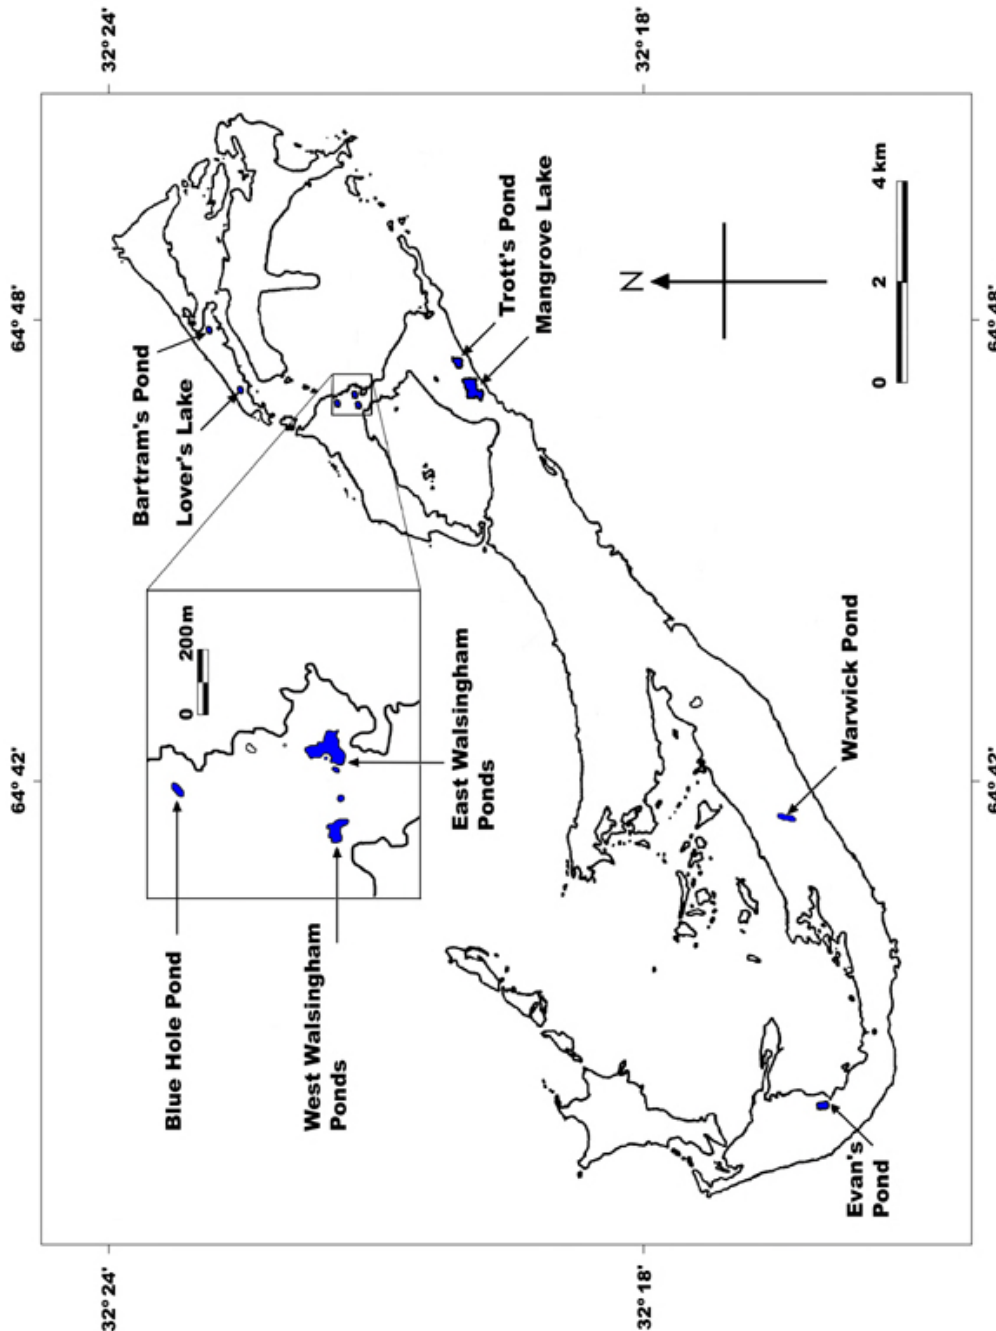 64° 42'
64° 48'
32° 24'
32° 24'
Blue Hole Pond
West Walsingham
Ponds
0
200 m
East Walsingham
Ponds
Bartram's Pond
Lover's Lake
Trott's Pond
Mangrove Lake
32° 18'
32° 18'
N
Warwick Pond
Evan's
Pond
0
2
4 km
64° 42'
64° 48'